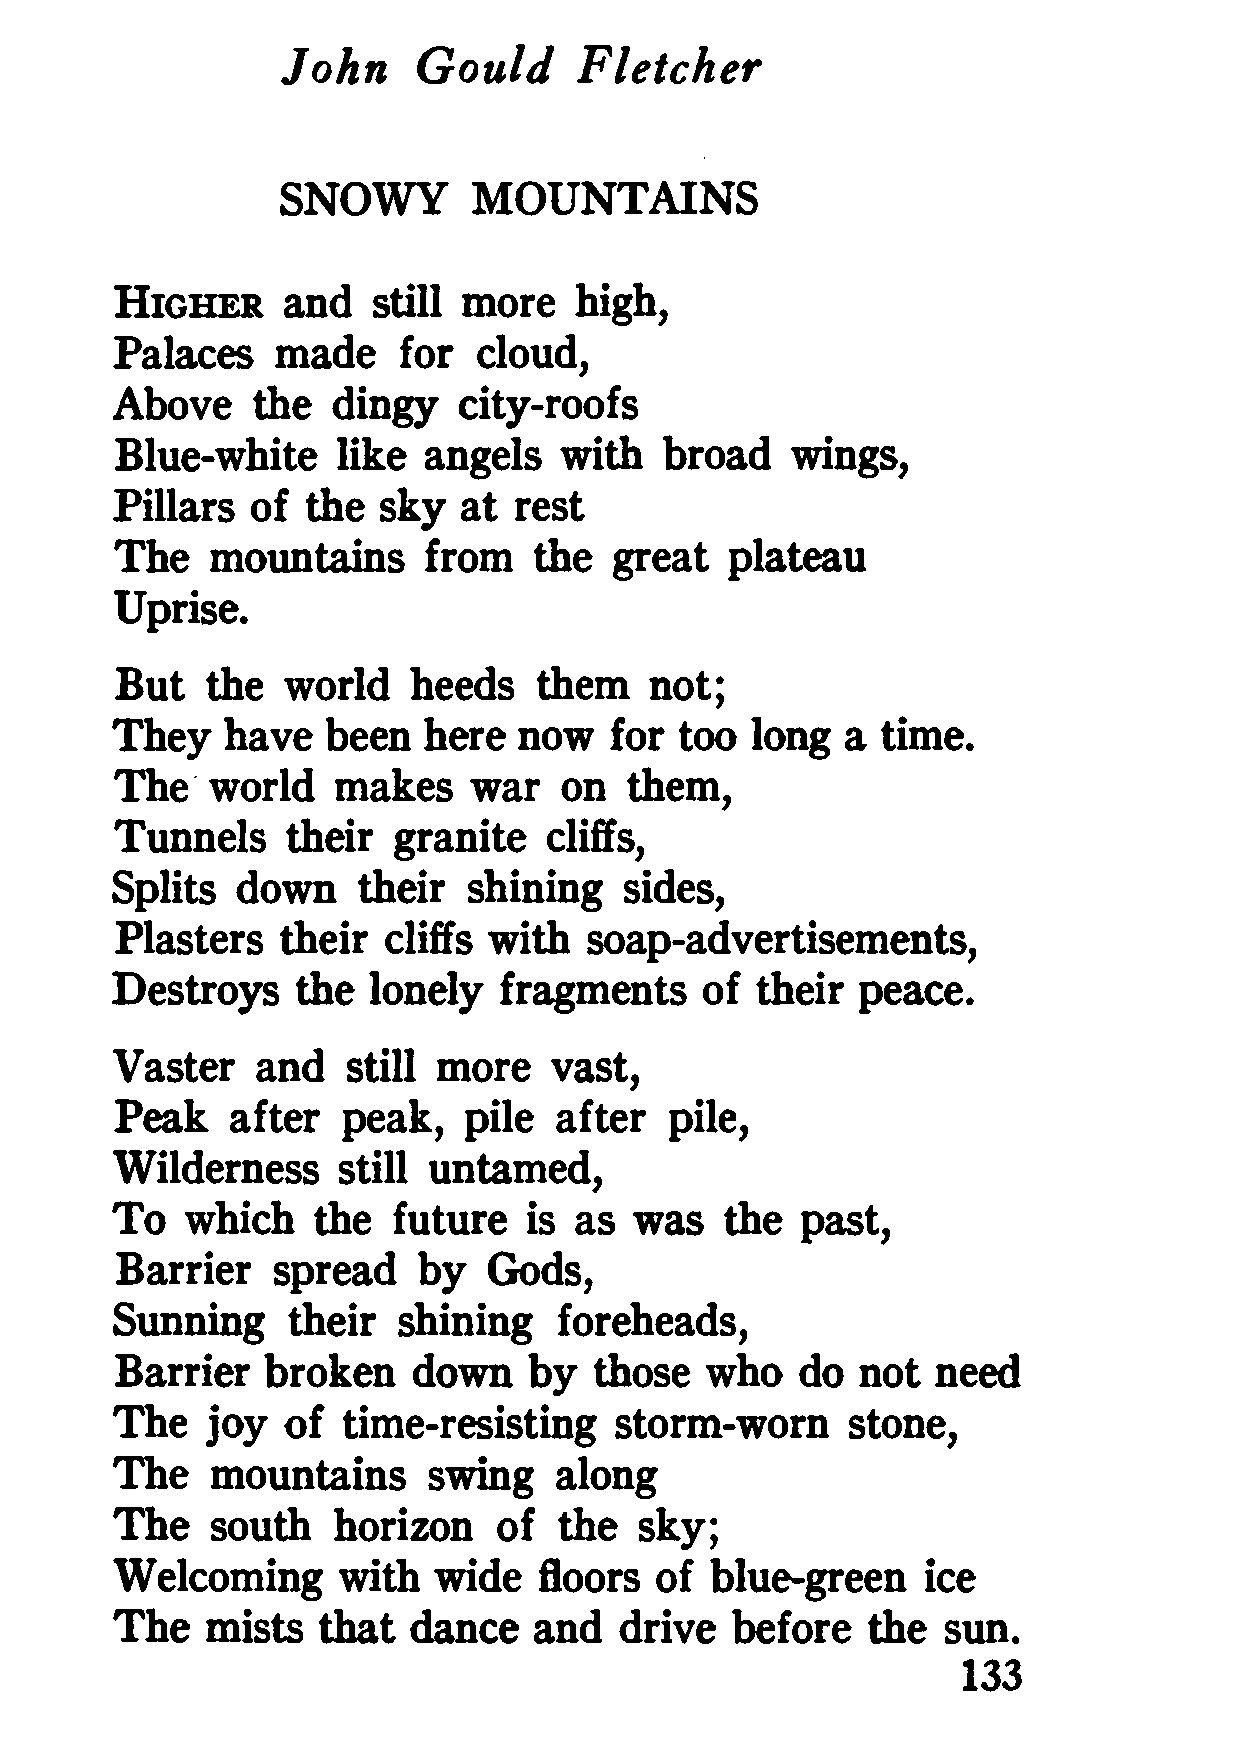 John Gould Fletcher
SNOWY MOUNTAINS
HIGHER and still more high,
Palaces made for cloud,
Above the dingy city-roofs
Blue-white like angels with broad wings,
Pillars of the sky at rest
The mountains from the great plateau
Uprise.
But the world heeds them not;
They have been here now for too long a time.
The world makes war on them,
Tunnels their granite cliffs,
Splits down their shining sides,
Plasters their cliffs with soap-advertisements,
Destroys the lonely fragments of their peace.
Vaster and still more vast,
Peak after peak, pile after pile,
Wilderness still untamed,
To which the future is as was the past,
Barrier spread by Gods,
Sunning their shining foreheads,
Barrier broken down by those who do not need
The joy of time-resisting storm-worn stone,
The mountains swing along
The south horizon of the sky;
Welcoming with wide floors of blue-green ice
The mists that dance and drive before the sun.
133